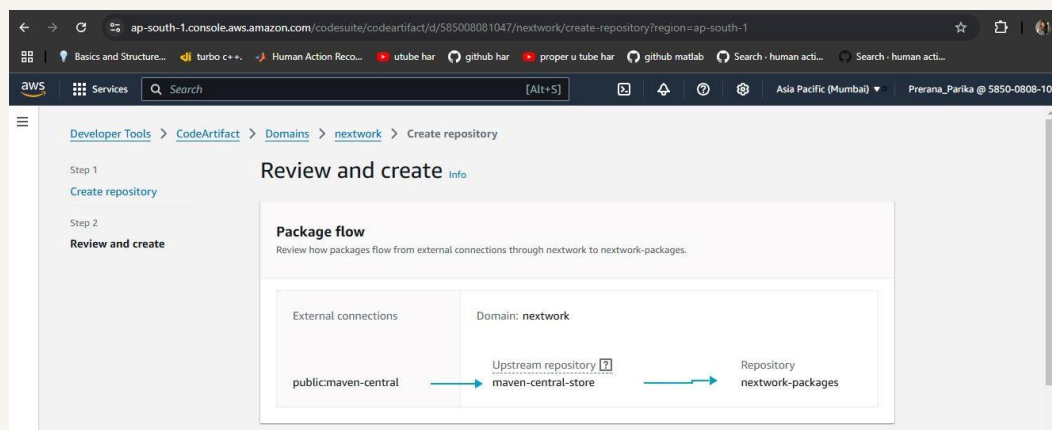 ap-south-1.console.aws.amazon.com/codesuite/codeartifact/d/585008081047/nextwork/create-repository?region=ap-south-1
Basics and Structure... turbo c++. Human Action Reco... utube har github har proper u tube har github matlab Search · human acti... Search · human acti...
aws Services Search [Alt+S] Asia Pacific (Mumbai) Prerana_Parika @ 5850-0808-10
Developer Tools > CodeArtifact > Domains > nextwork > Create repository
Step 1
Create repository
Step 2
Review and create
Review and create Info
Package flow
Review how packages flow from external connections through nextwork to nextwork-packages.
External connections Domain: nextwork
Upstream repository ? Repository
public:maven-central maven-central-store nextwork-packages